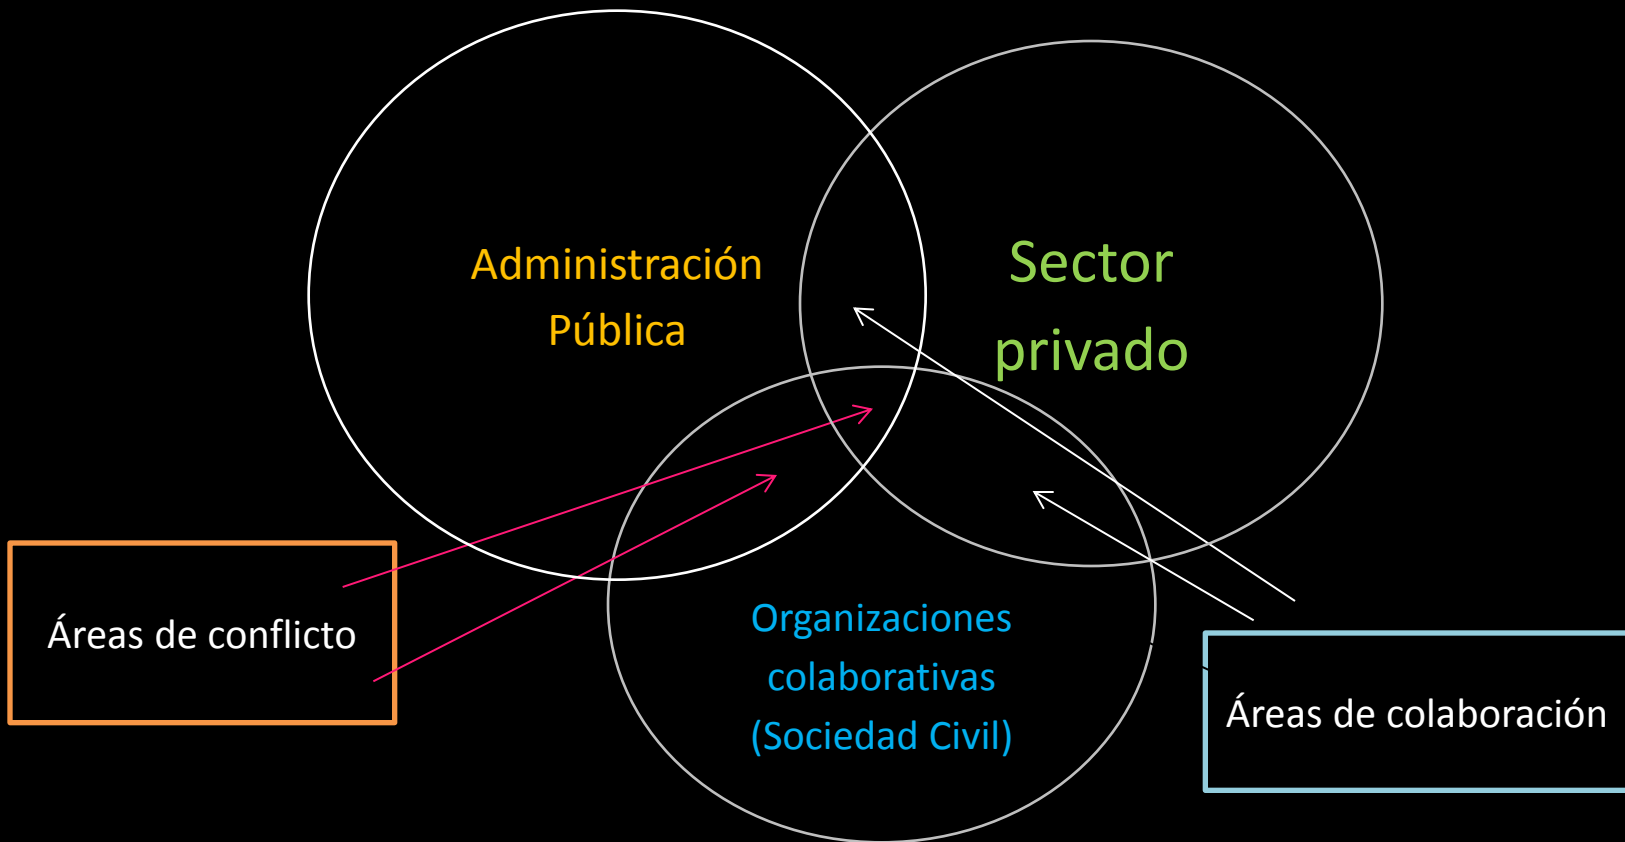 Administración
Pública
Sector
privado
Áreas de conflicto
Organizaciones
colaborativas
(Sociedad Civil)
Áreas de colaboración